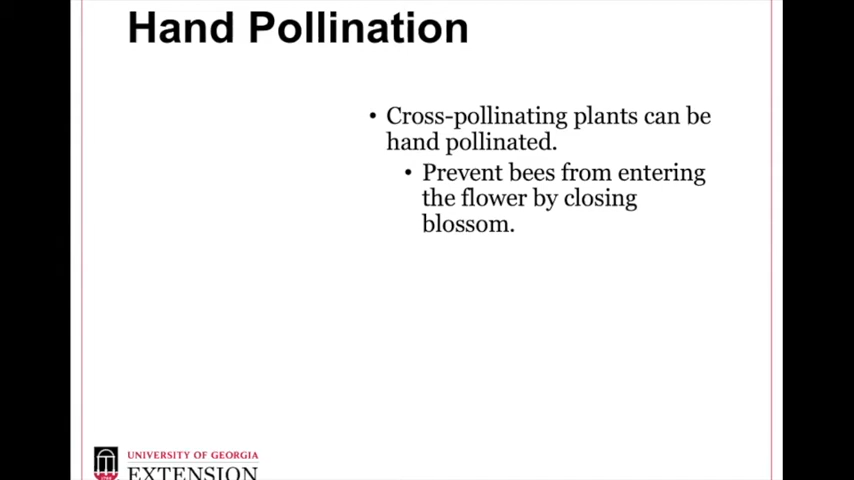 Hand Pollination
• Cross-pollinating plants can be
hand pollinated.
• Prevent bees from entering
the flower by closing
blossom.
UNIVERSITY OF GEORGIA
EXTENSION